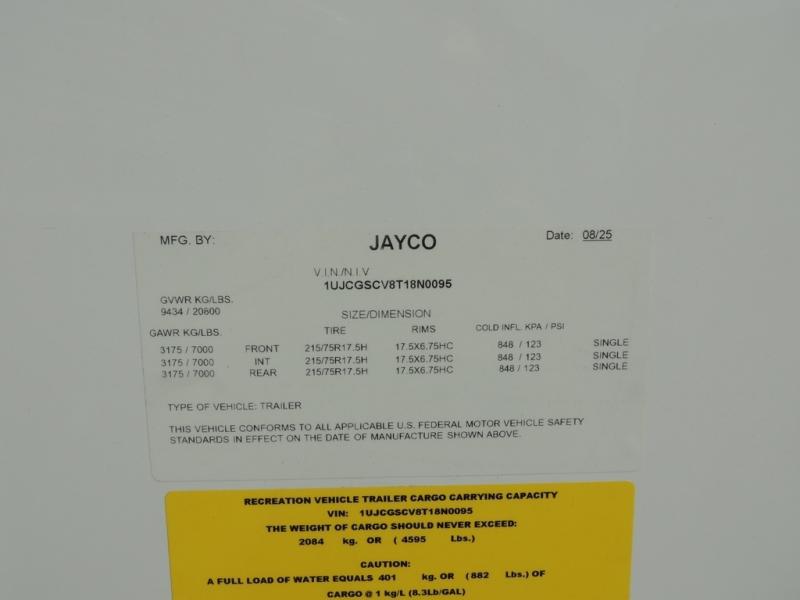 MFG. BY: JAYCO Date: 08/25
V.I.N./N.I.V
1UJCGSCV8T18N0095
GVWR KG/LBS.
9434 / 20800
SIZE/DIMENSION
GAWR KG/LBS. TIRE RIMS COLD INFL. KPA / PSI
3175 / 7000 FRONT 215/75R17.5H 17.5X6.75HC 848 / 123 SINGLE
3175 / 7000 INT 215/75R17.5H 17.5X6.75HC 848 / 123 SINGLE
3175 / 7000 REAR 215/75R17.5H 17.5X6.75HC 848 / 123 SINGLE
TYPE OF VEHICLE: TRAILER
THIS VEHICLE CONFORMS TO ALL APPLICABLE U.S. FEDERAL MOTOR VEHICLE SAFETY
STANDARDS IN EFFECT ON THE DATE OF MANUFACTURE SHOWN ABOVE.
RECREATION VEHICLE TRAILER CARGO CARRYING CAPACITY
VIN: 1UJCGSCV8T18N0095
THE WEIGHT OF CARGO SHOULD NEVER EXCEED:
2084 kg. OR ( 4595 Lbs.)
CAUTION:
A FULL LOAD OF WATER EQUALS 401 kg. OR (882 Lbs.) OF
CARGO @ 1 kg/L (8.3Lb/GAL)